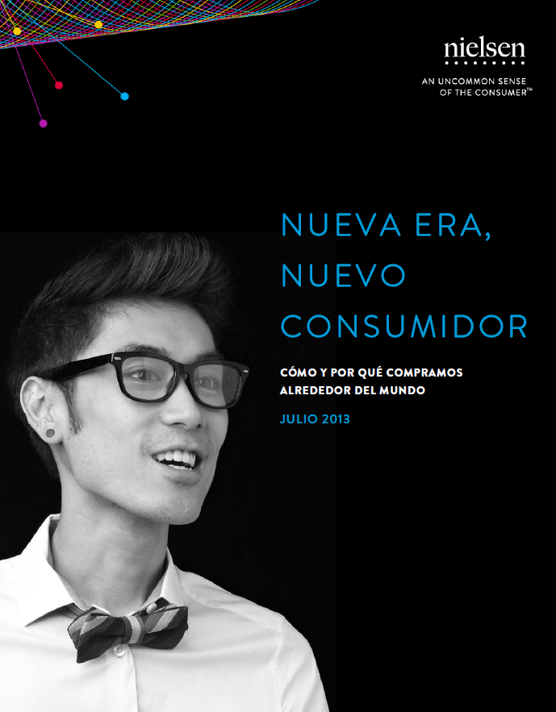 nielsen
AN UNCOMMON SENSE
OF THE CONSUMER™
NUEVA ERA,
NUEVO
CONSUMIDOR
CÓMO Y POR QUÉ COMPRAMOS
ALREDEDOR DEL MUNDO
JULIO 2013